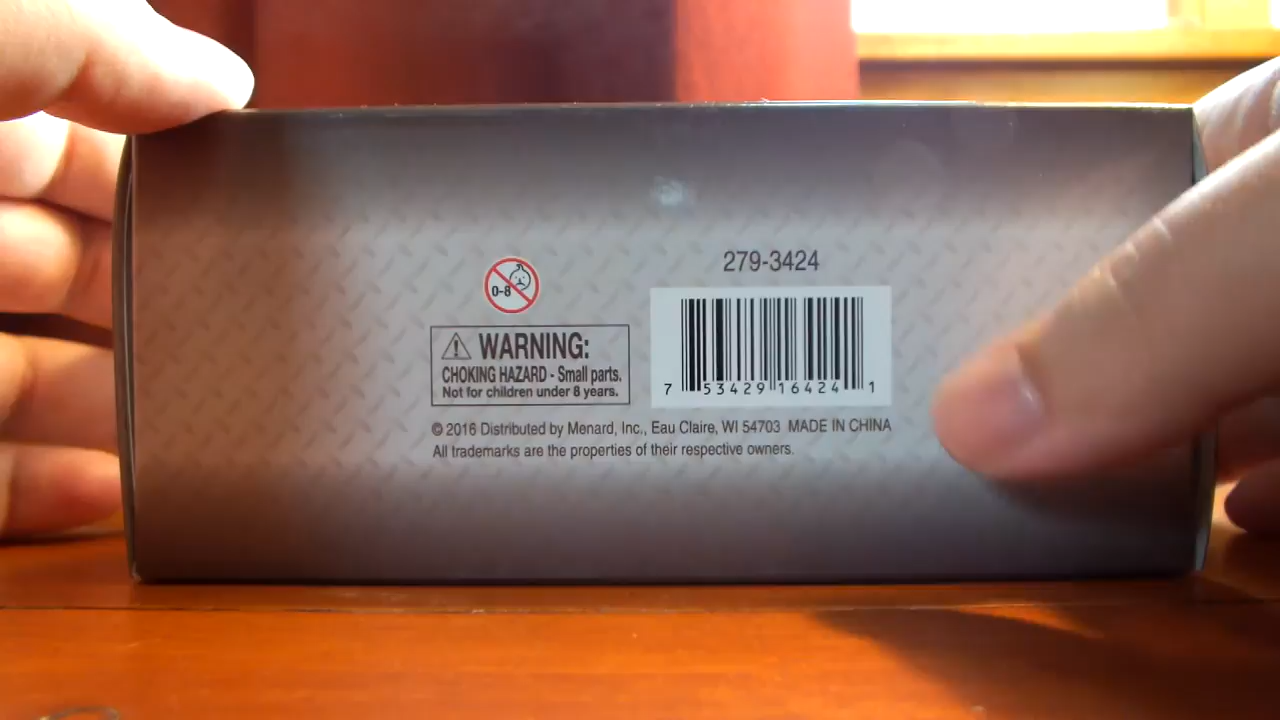 279-3424
0-8
WARNING:
CHOKING HAZARD - Small parts.
Not for children under 8 years.
7 53429 16424 1
© 2016 Distributed by Menard, Inc., Eau Claire, WI 54703 MADE IN CHINA
All trademarks are the properties of their respective owners.